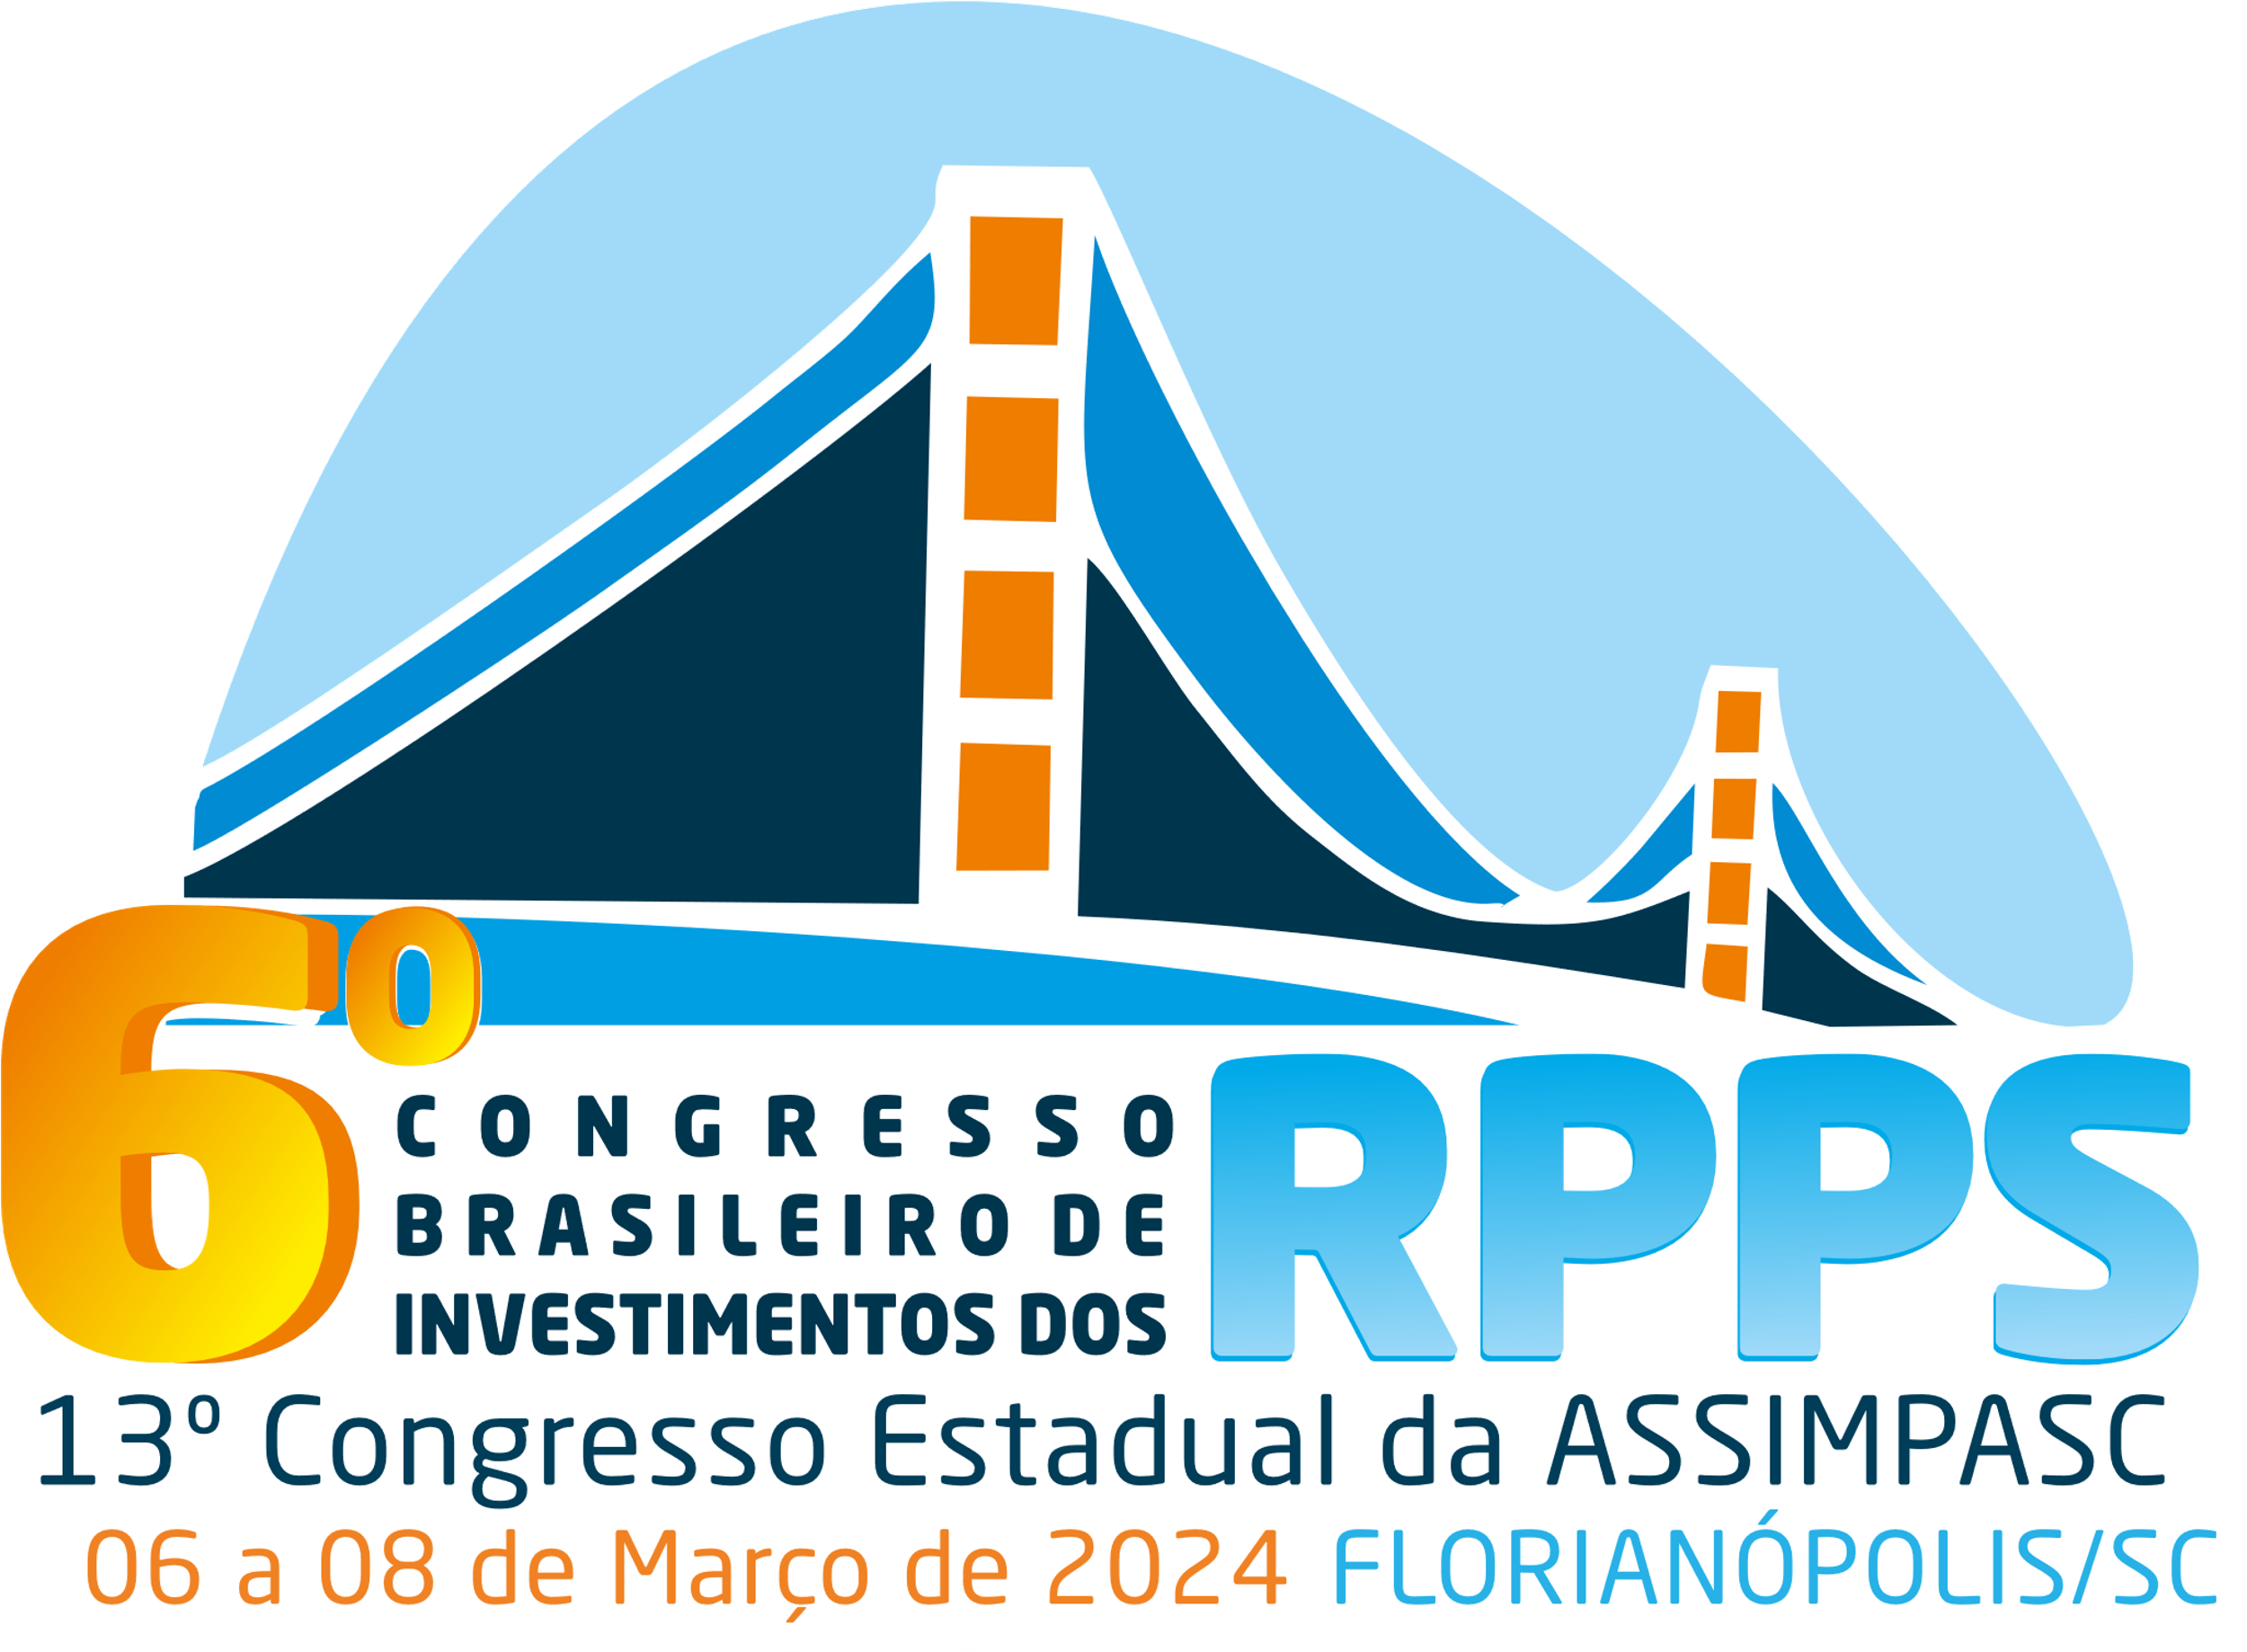 6º
CONGRESSO
BRASILEIRO DE
INVESTIMENTOS DOS
RPPS
13º Congresso Estadual da ASSIMPASC
06 a 08 de Março de 2024 FLORIANÓPOLIS/SC